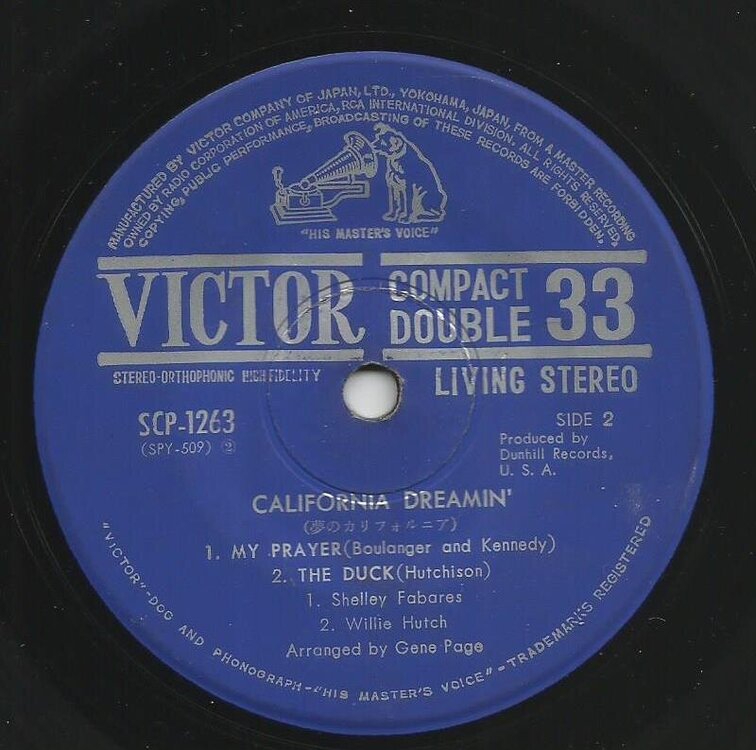 MANUFACTURED BY VICTOR COMPANY OF JAPAN, LTD., YOKOHAMA, JAPAN, FROM A MASTER RECORDING
OWNED BY RADIO CORPORATION OF AMERICA, RCA INTERNATIONAL DIVISION. ALL RIGHTS RESERVED,
COPYING, PUBLIC PERFORMANCE, BROADCASTING OF THESE RECORDS ARE FORBIDDEN.
"HIS MASTER'S VOICE"
VICTOR
COMPACT
DOUBLE 33
STEREO-ORTHOPHONIC HIGH FIDELITY
LIVING STEREO
SCP-1263
(SPY-509) ②
SIDE 2
Produced by
Dunhill Records,
U. S. A.
CALIFORNIA DREAMIN'
(夢のカリフォルニア)
1. MY PRAYER (Boulanger and Kennedy)
2. THE DUCK (Hutchison)
1. Shelley Fabares
2. Willie Hutch
Arranged by Gene Page
"VICTOR"-DOG AND PHONOGRAPH-"HIS MASTER'S VOICE"-TRADEMARKS REGISTERED